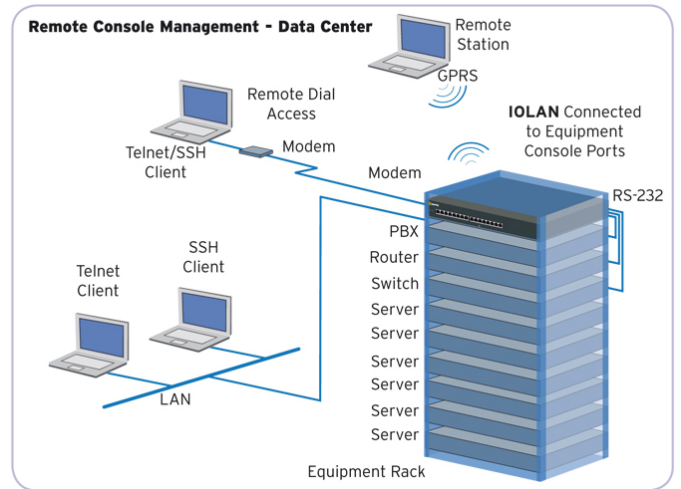 Remote Console Management - Data Center
Remote
Station
GPRS
Remote Dial
Access
IOLAN Connected
to Equipment
Console Ports
Telnet/SSH
Client
Modem
Modem
RS-232
PBX
Router
Switch
Server
Server
Server
Server
Server
Server
SSH
Client
Telnet
Client
LAN
Equipment Rack